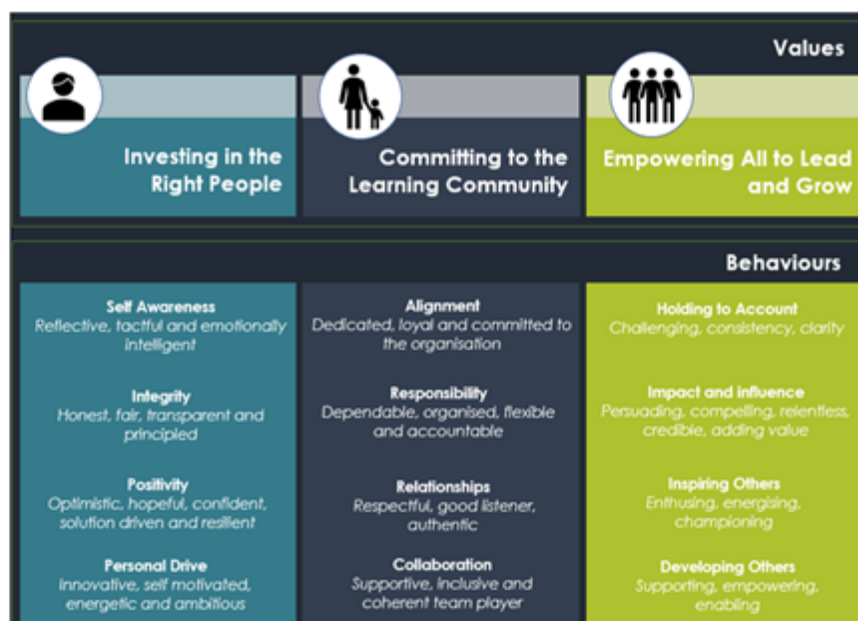 Values
Investing in the
Right People
Committing to the
Learning Community
Empowering All to Lead
and Grow
Behaviours
Self Awareness
Reflective, tactful and emotionally
intelligent
Integrity
Honest, fair, transparent and
principled
Positivity
Optimistic, hopeful, confident,
solution driven and resilient
Personal Drive
Innovative, self motivated,
energetic and ambitious
Alignment
Dedicated, loyal and committed to
the organisation
Responsibility
Dependable, organised, flexible
and accountable
Relationships
Respectful, good listener,
authentic
Collaboration
Supportive, inclusive and
coherent team player
Holding to Account
Challenging, consistency, clarity
Impact and influence
Persuading, compelling, relentless,
credible, adding value
Inspiring Others
Enthusing, energising,
championing
Developing Others
Supporting, empowering,
enabling